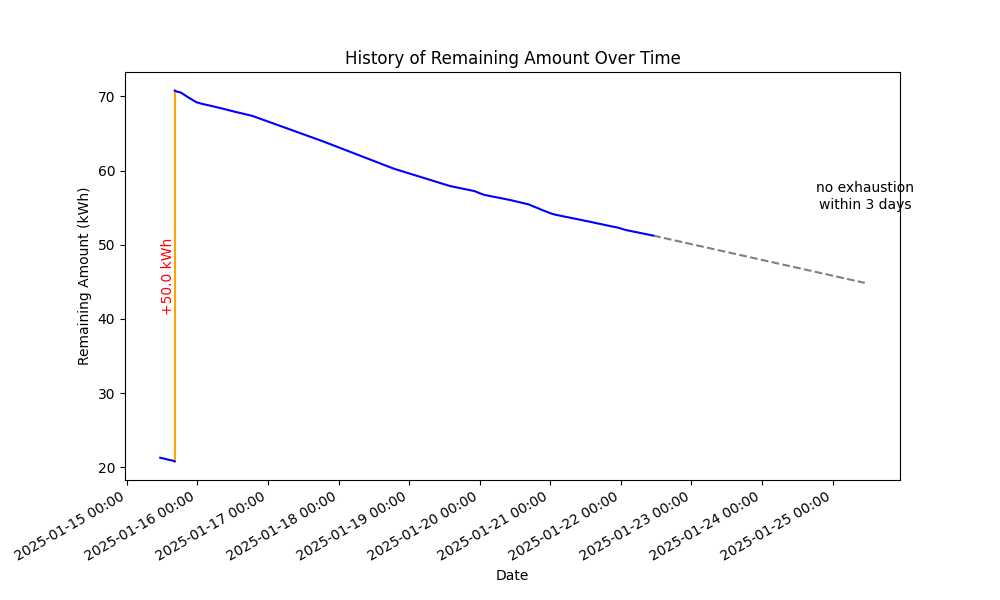 History of Remaining Amount Over Time
Remaining Amount (kWh)
70
60
50
40
30
20
+50.0 kWh
no exhaustion
within 3 days
2025-01-15 00:00
2025-01-16 00:00
2025-01-17 00:00
2025-01-18 00:00
2025-01-19 00:00
2025-01-20 00:00
2025-01-21 00:00
2025-01-22 00:00
2025-01-23 00:00
2025-01-24 00:00
2025-01-25 00:00
Date